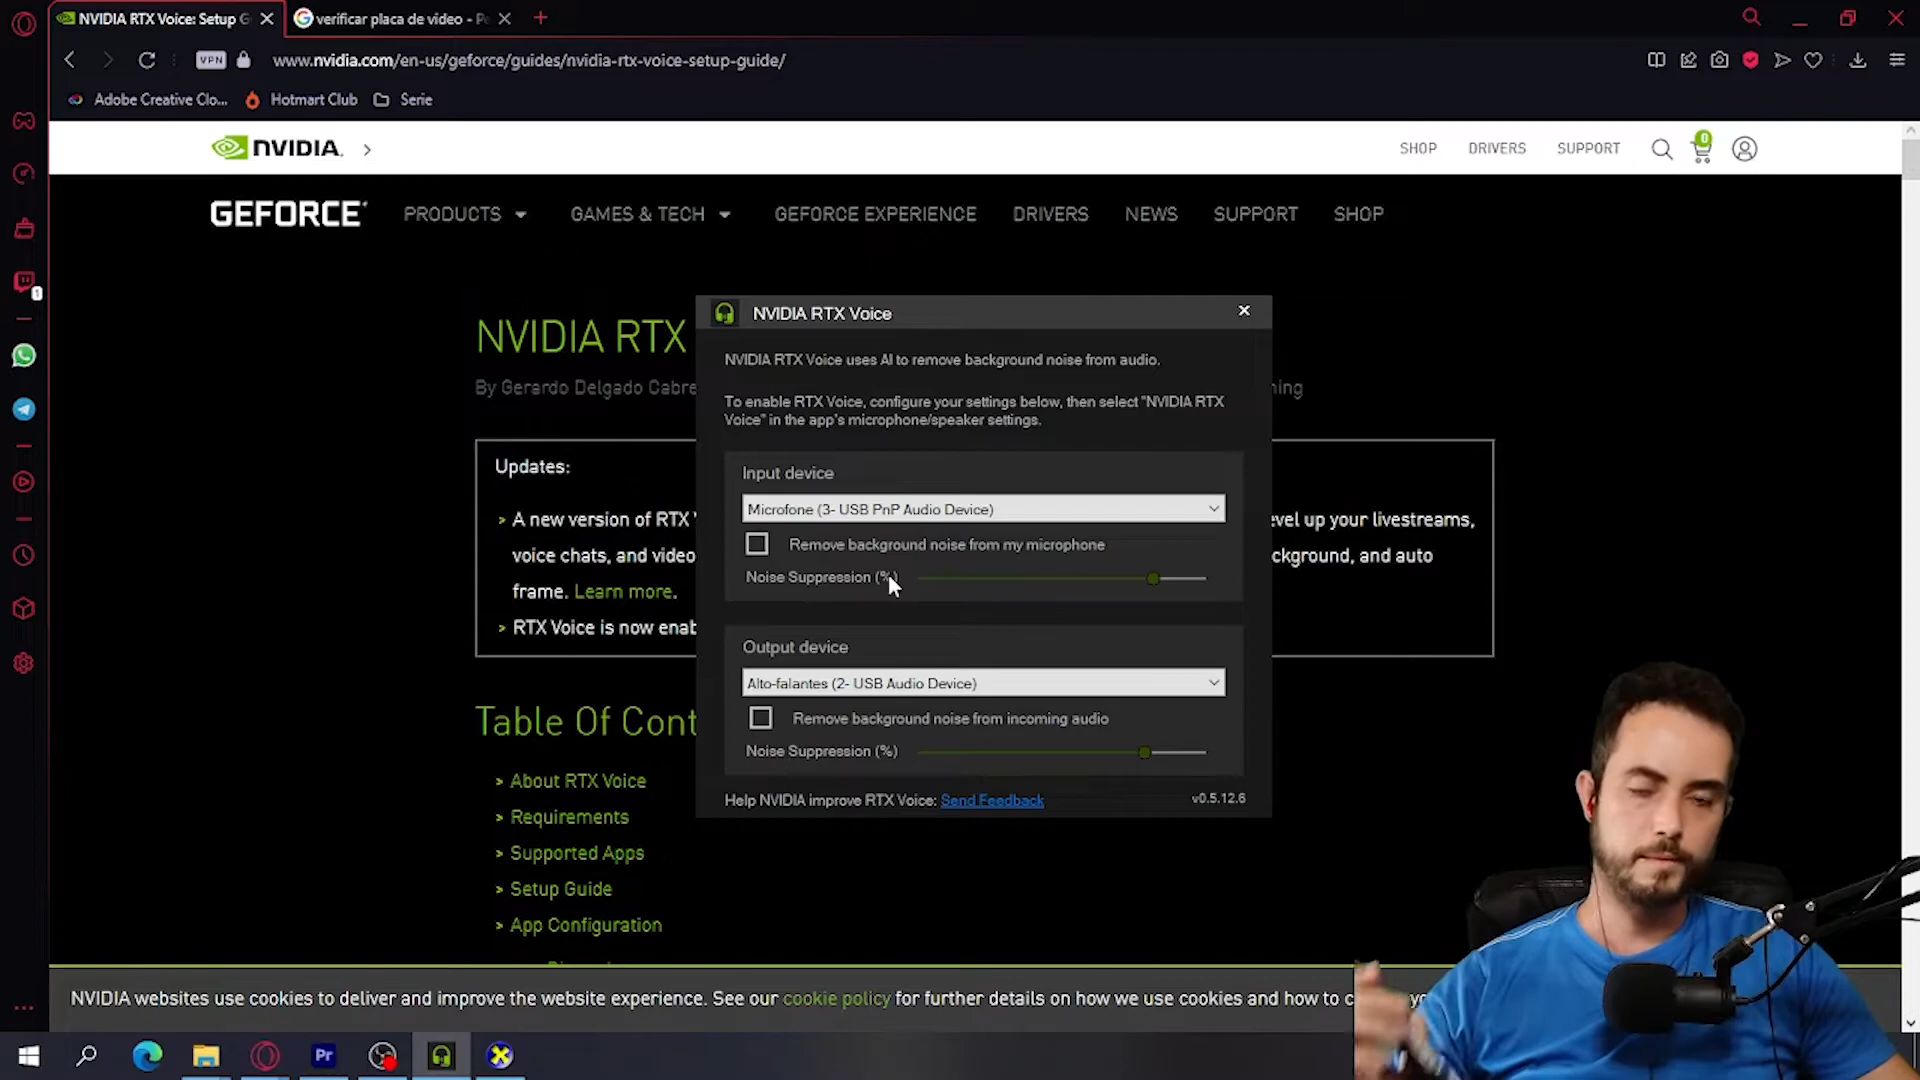 NVIDIA RTX Voice: Setup G
verificar placa de video - Pe
VPN
www.nvidia.com/en-us/geforce/guides/nvidia-rtx-voice-setup-guide/
Adobe Creative Clo...
Hotmart Club
Serie
1
NVIDIA.
SHOP
DRIVERS
SUPPORT
0
GEFORCE
PRODUCTS
GAMES & TECH
GEFORCE EXPERIENCE
DRIVERS
NEWS
SUPPORT
SHOP
NVIDIA RTX
By Gerardo Delgado Cabre
ning
Updates:
A new version of RTX
evel up your livestreams,
voice chats, and video
ckground, and auto
frame. Learn more.
RTX Voice is now enab
Table Of Cont
About RTX Voice
Requirements
Supported Apps
Setup Guide
App Configuration
NVIDIA RTX Voice
NVIDIA RTX Voice uses AI to remove background noise from audio.
To enable RTX Voice, configure your settings below, then select "NVIDIA RTX
Voice" in the app's microphone/speaker settings.
Input device
Microfone (3- USB PnP Audio Device)
Remove background noise from my microphone
Noise Suppression (%)
Output device
Alto-falantes (2- USB Audio Device)
Remove background noise from incoming audio
Noise Suppression (%)
Help NVIDIA improve RTX Voice: Send Feedback
v0.5.12.6
NVIDIA websites use cookies to deliver and improve the website experience. See our cookie policy for further details on how we use cookies and how to c
Pr